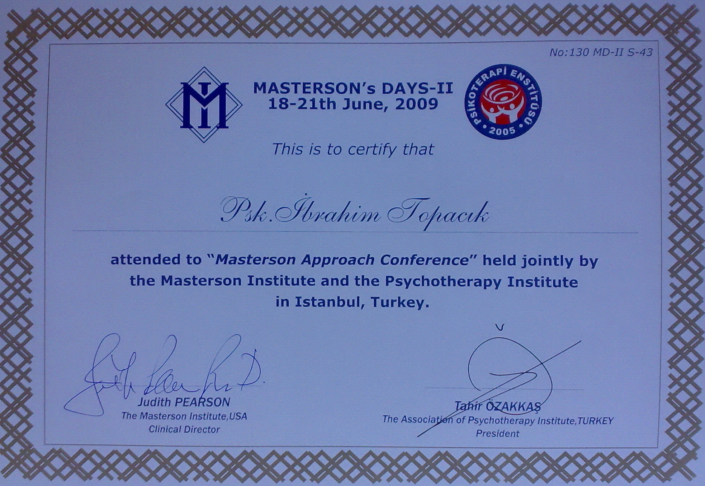 No:130 MD-II S-43
MI
MASTERSON's DAYS-II
18-21th June, 2009
PSİKOTERAPİ ENSTİTÜSÜ
• 2005 •
This is to certify that
Psk. İbrahim Topacık
attended to "Masterson Approach Conference" held jointly by
the Masterson Institute and the Psychotherapy Institute
in Istanbul, Turkey.
Judith PEARSON
The Masterson Institute,USA
Clinical Director
Tahir ÖZAKKAŞ
The Association of Psychotherapy Institute,TURKEY
President